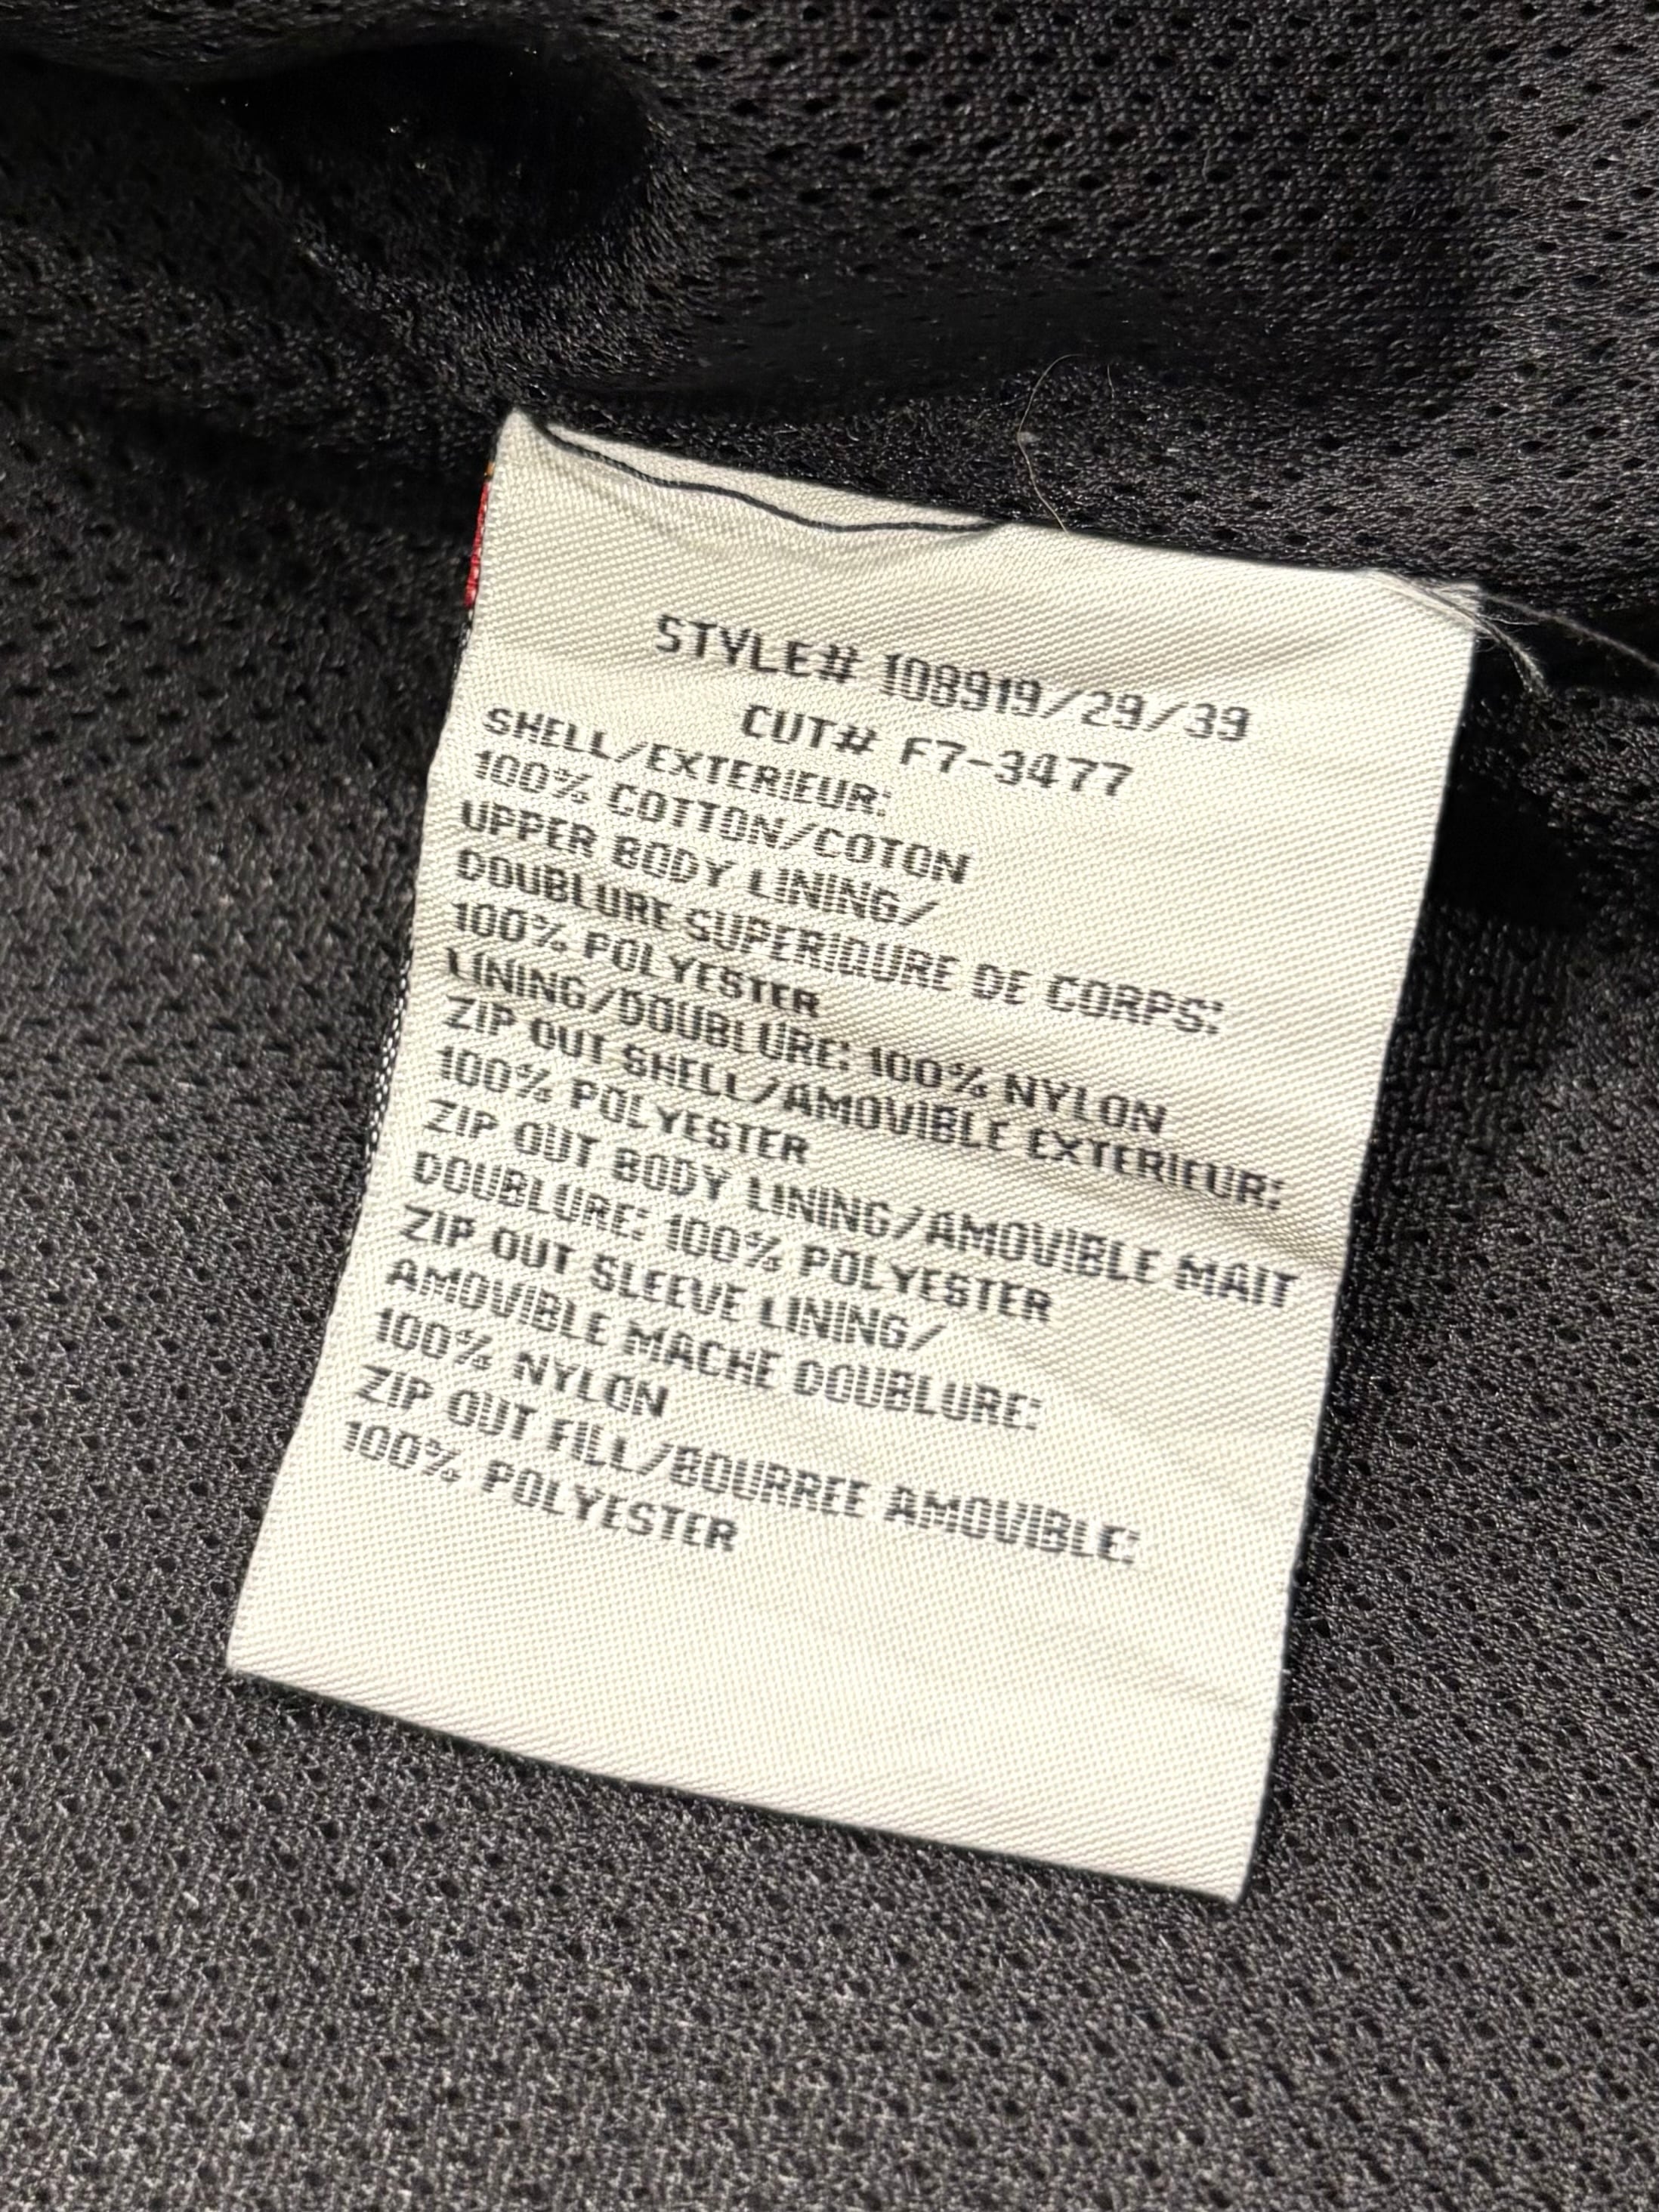 STYLE# 108919/29/39
CUT# F7-3477
SHELL/EXTERIEUR:
100% COTTON/COTON
UPPER BODY LINING/
DOUBLURE SUPERIQURE DE CORPS:
100% POLYESTER
LINING/DOUBLURE: 100% NYLON
ZIP OUT SHELL/AMOVIBLE EXTERIEUR:
100% POLYESTER
ZIP OUT BODY LINING/AMOVIBLE MAIT
DOUBLURE: 100% POLYESTER
ZIP OUT SLEEVE LINING/
AMOVIBLE MACHE DOUBLURE:
100% NYLON
ZIP OUT FILL/BOURREE AMOVIBLE:
100% POLYESTER